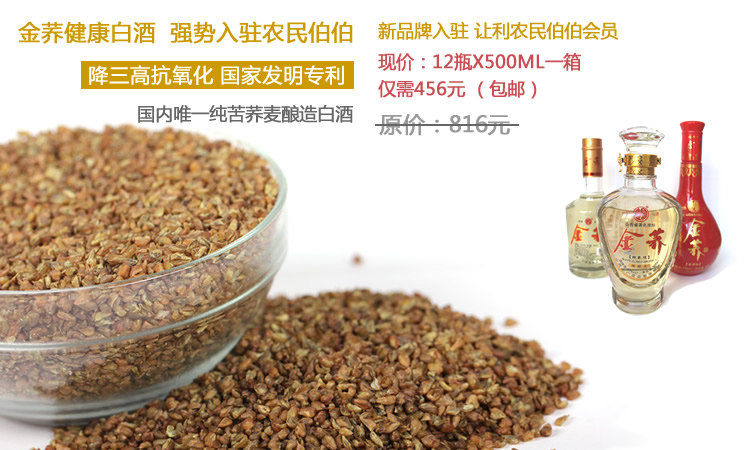 金荞健康白酒 强势入驻农民伯伯
降三高抗氧化 国家发明专利
国内唯一纯苦荞麦酿造白酒
新品牌入驻 让利农民伯伯会员
现价：12瓶X500ML一箱
仅需456元（包邮）
原价：816元
金荞
金荞
金荞